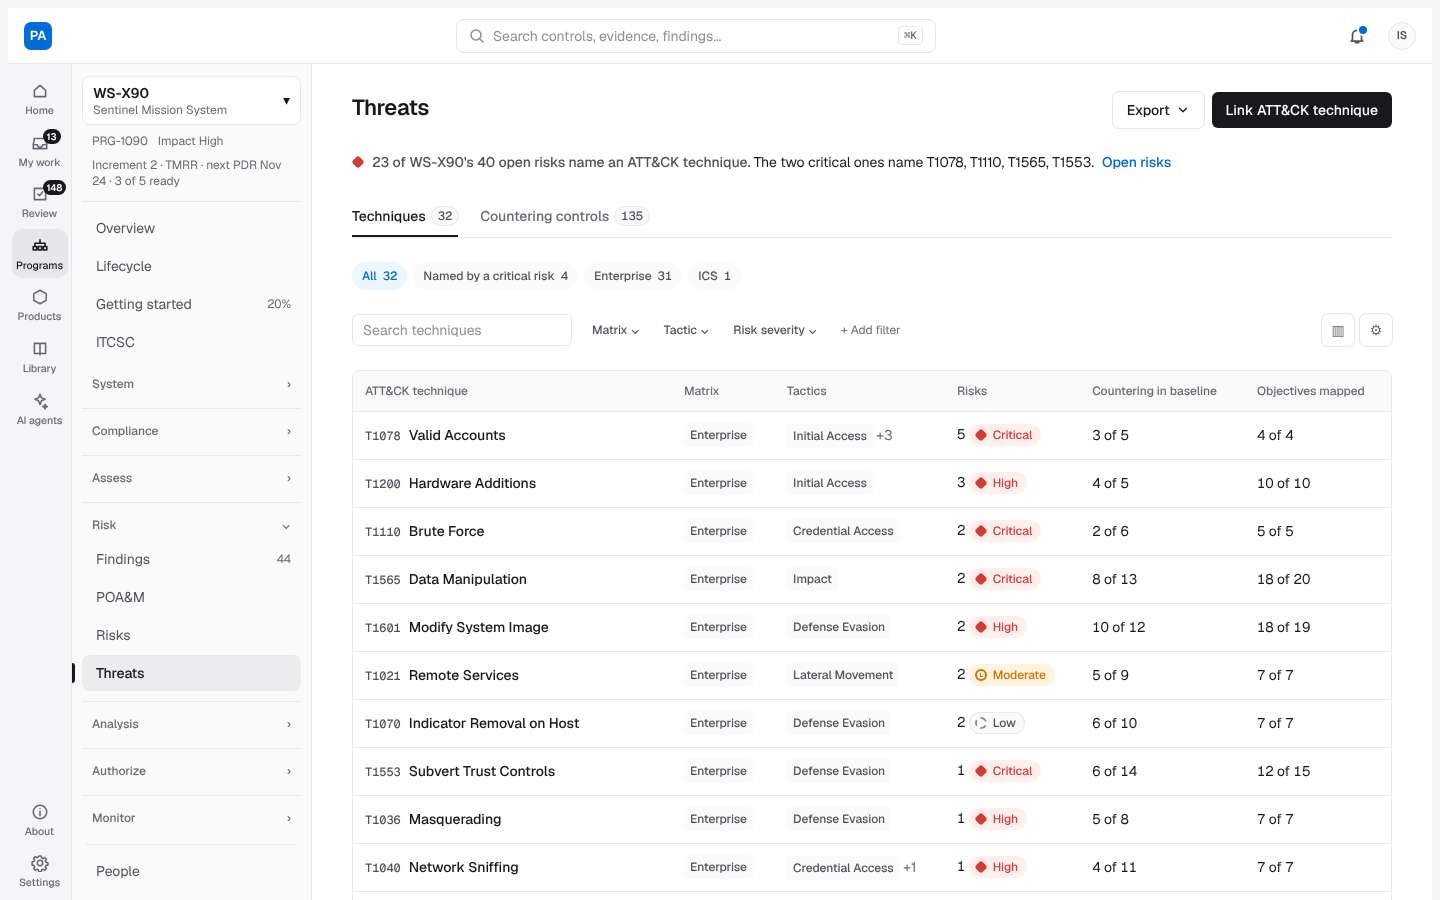 PA
Search controls, evidence, findings...
⌘K
IS
Home
13
My work
148
Review
Programs
Products
Library
AI agents
About
Settings
WS-X90
Sentinel Mission System
PRG-1090 Impact High
Increment 2 · TMRR · next PDR Nov
24 · 3 of 5 ready
Overview
Lifecycle
Getting started 20%
ITCSC
System
Compliance
Assess
Risk
Findings 44
POA&M
Risks
Threats
Analysis
Authorize
Monitor
People
Threats
Export
Link ATT&CK technique
23 of WS-X90's 40 open risks name an ATT&CK technique. The two critical ones name T1078, T1110, T1565, T1553. Open risks
Techniques 32 Countering controls 135
All 32 Named by a critical risk 4 Enterprise 31 ICS 1
Search techniques Matrix Tactic Risk severity + Add filter
ATT&CK technique Matrix Tactics Risks Countering in baseline Objectives mapped
T1078 Valid Accounts Enterprise Initial Access +3 5 Critical 3 of 5 4 of 4
T1200 Hardware Additions Enterprise Initial Access 3 High 4 of 5 10 of 10
T1110 Brute Force Enterprise Credential Access 2 Critical 2 of 6 5 of 5
T1565 Data Manipulation Enterprise Impact 2 Critical 8 of 13 18 of 20
T1601 Modify System Image Enterprise Defense Evasion 2 High 10 of 12 18 of 19
T1021 Remote Services Enterprise Lateral Movement 2 Moderate 5 of 9 7 of 7
T1070 Indicator Removal on Host Enterprise Defense Evasion 2 Low 6 of 10 7 of 7
T1553 Subvert Trust Controls Enterprise Defense Evasion 1 Critical 6 of 14 12 of 15
T1036 Masquerading Enterprise Defense Evasion 1 High 5 of 8 7 of 7
T1040 Network Sniffing Enterprise Credential Access +1 1 High 4 of 11 7 of 7